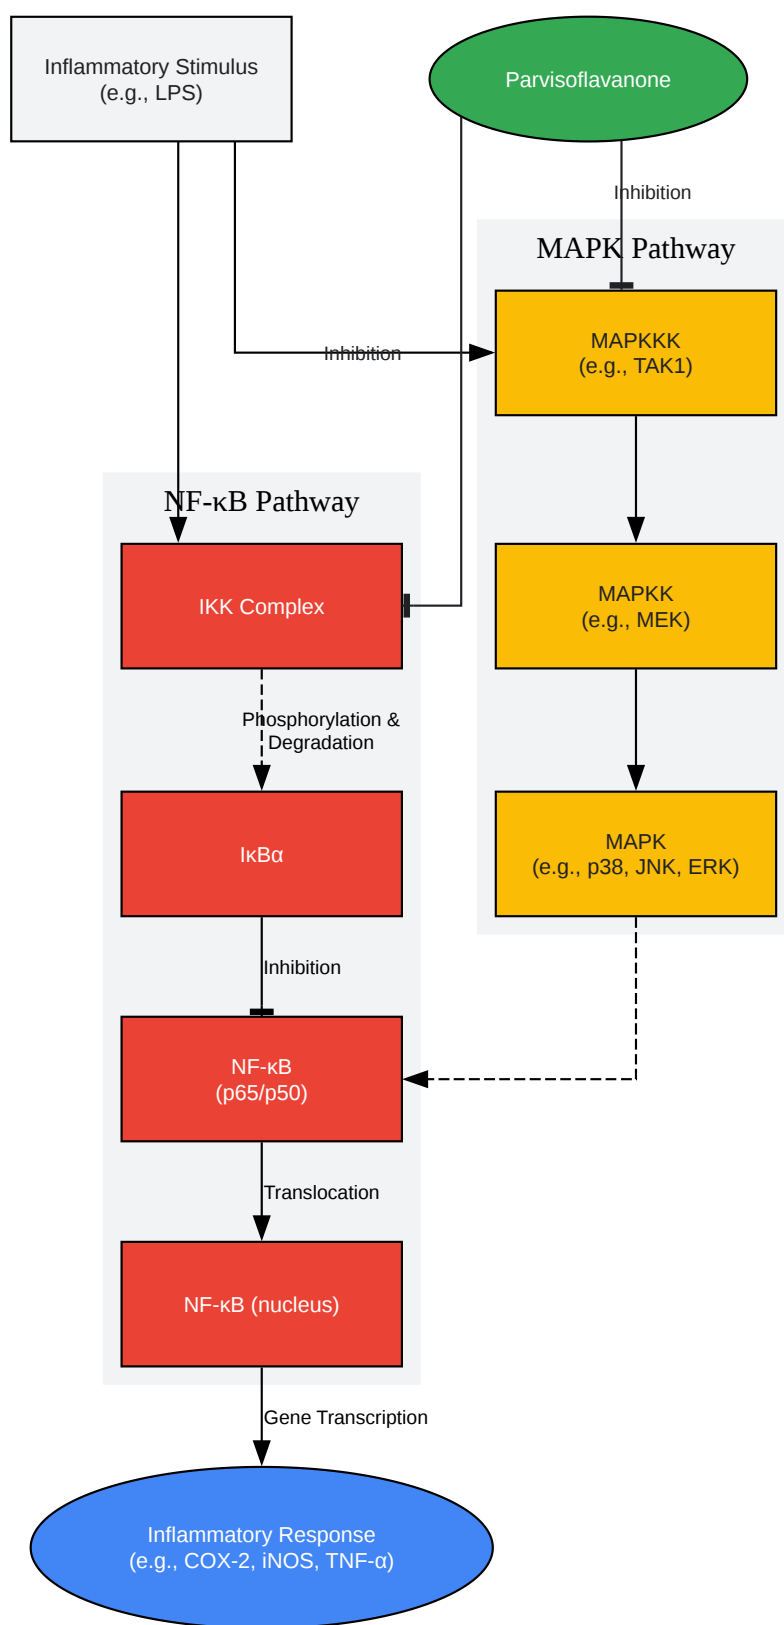 Inflammatory Stimulus
(e.g., LPS)
Parvisoflavanone
Inhibition
MAPK Pathway
MAPKKK
(e.g., TAK1)
Inhibition
NF-κB Pathway
IKK Complex
MAPKK
(e.g., MEK)
Phosphorylation &
Degradation
IκBα
MAPK
(e.g., p38, JNK, ERK)
Inhibition
NF-κB
(p65/p50)
Translocation
NF-κB (nucleus)
Gene Transcription
Inflammatory Response
(e.g., COX-2, iNOS, TNF-α)